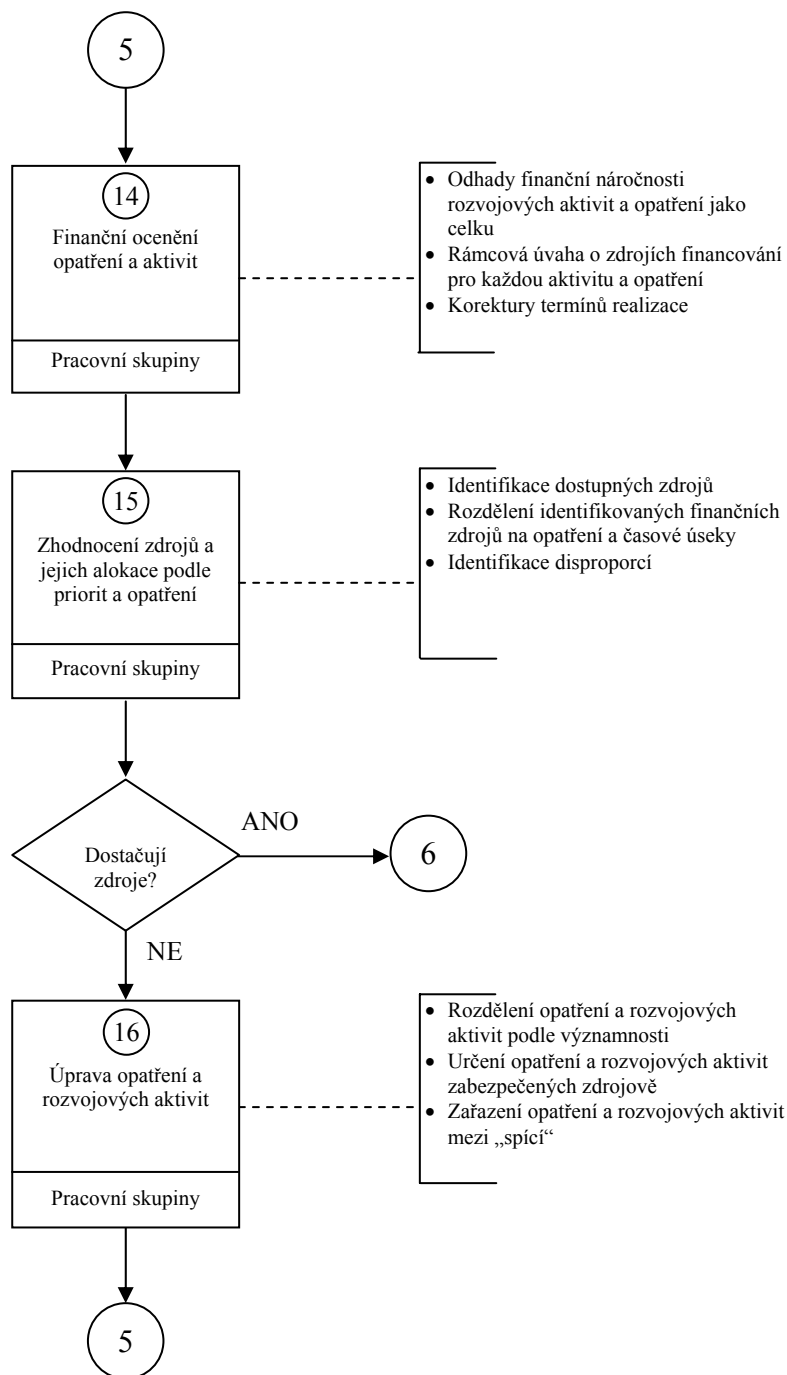 5
14
Finanční ocenění
opatření a aktivit
Pracovní skupiny
• Odhady finanční náročnosti
rozvojových aktivit a opatření jako
celku
• Rámcová úvaha o zdrojích financování
pro každou aktivitu a opatření
• Korektury termínů realizace
15
Zhodnocení zdrojů a
jejich alokace podle
priorit a opatření
Pracovní skupiny
• Identifikace dostupných zdrojů
• Rozdělení identifikovaných finančních
zdrojů na opatření a časové úseky
• Identifikace disproporcí
Dostačují
zdroje?
ANO
6
NE
16
Úprava opatření a
rozvojových aktivit
Pracovní skupiny
• Rozdělení opatření a rozvojových
aktivit podle významnosti
• Určení opatření a rozvojových aktivit
zabezpečených zdrojově
• Zařazení opatření a rozvojových aktivit
mezi „spící“
5